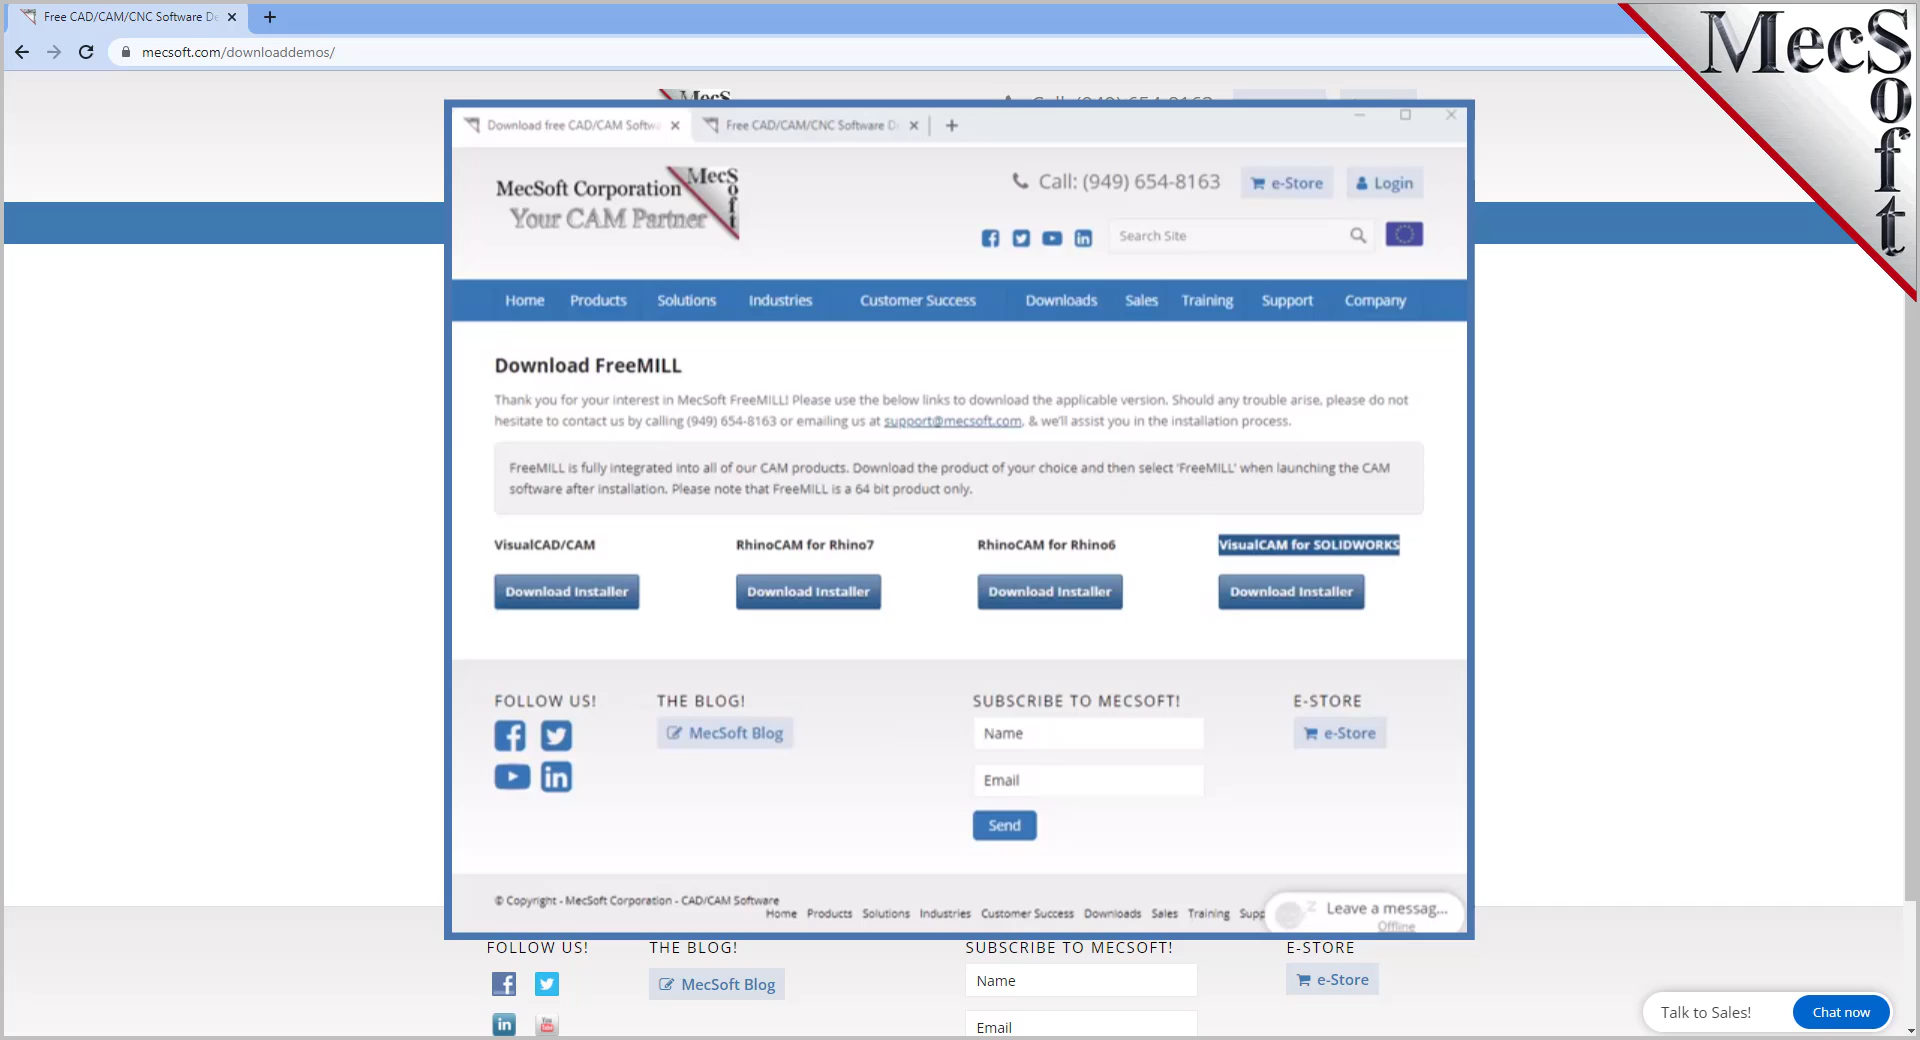 Free CAD/CAM/CNC Software De
mecsoft.com/downloaddemos/
MecSoft
MecS
Call: (949) 654-8163
Download free CAD/CAM Softwa
Free CAD/CAM/CNC Software D
MecSoft Corporation
Your CAM Partner
MecSoft
Call: (949) 654-8163
e-Store
Login
Search Site
Home Products Solutions Industries Customer Success Downloads Sales Training Support Company
Download FreeMILL
Thank you for your interest in MecSoft FreeMILL! Please use the below links to download the applicable version. Should any trouble arise, please do not
hesitate to contact us by calling (949) 654-8163 or emailing us at support@mecsoft.com, & we'll assist you in the installation process.
FreeMILL is fully integrated into all of our CAM products. Download the product of your choice and then select 'FreeMILL' when launching the CAM
software after installation. Please note that FreeMILL is a 64 bit product only.
VisualCAD/CAM RhinoCAM for Rhino7 RhinoCAM for Rhino6 VisualCAM for SOLIDWORKS
Download Installer Download Installer Download Installer Download Installer
FOLLOW US! THE BLOG! SUBSCRIBE TO MECSOFT! E-STORE
MecSoft Blog
Name
e-Store
Email
Send
© Copyright - MecSoft Corporation - CAD/CAM Software
Home Products Solutions Industries Customer Success Downloads Sales Training Supp
Leave a messag...
Offline
FOLLOW US! THE BLOG! SUBSCRIBE TO MECSOFT! E-STORE
MecSoft Blog
Name
e-Store
Email
Talk to Sales!
Chat now